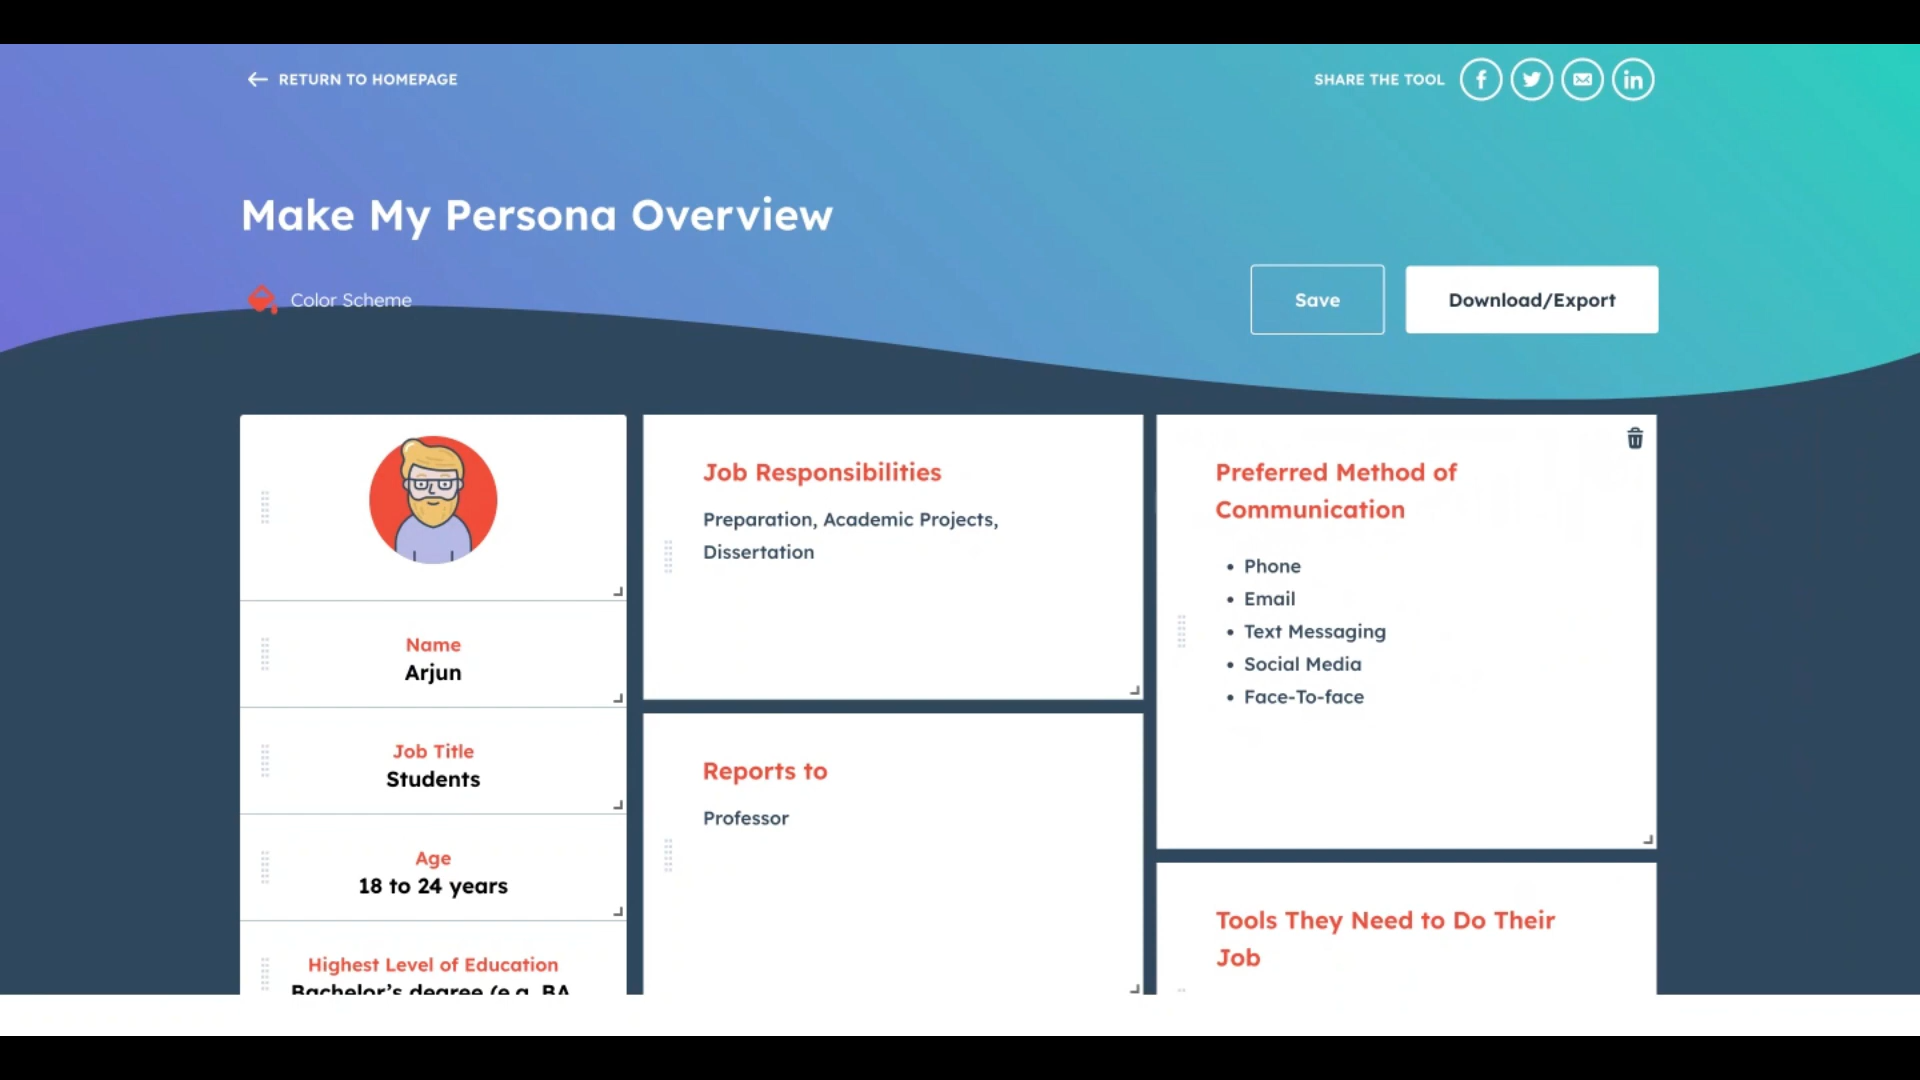 RETURN TO HOMEPAGE
SHARE THE TOOL
Make My Persona Overview
Color Scheme
Save
Download/Export
Name
Arjun
Job Title
Students
Age
18 to 24 years
Highest Level of Education
Bachelor's degree (e.g. BA
Job Responsibilities
Preparation, Academic Projects,
Dissertation
Reports to
Professor
Preferred Method of
Communication
• Phone
• Email
• Text Messaging
• Social Media
• Face-To-face
Tools They Need to Do Their
Job